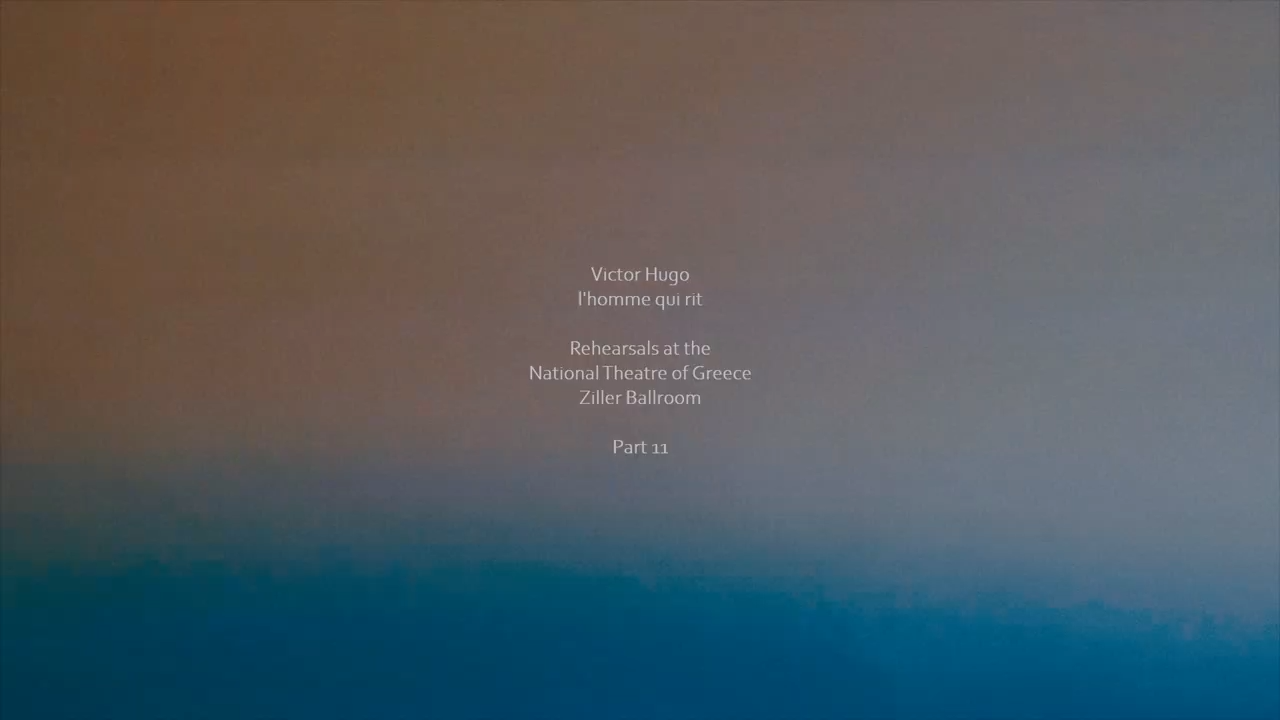 Victor Hugo
l'homme qui rit
Rehearsals at the
National Theatre of Greece
Ziller Ballroom
Part 11